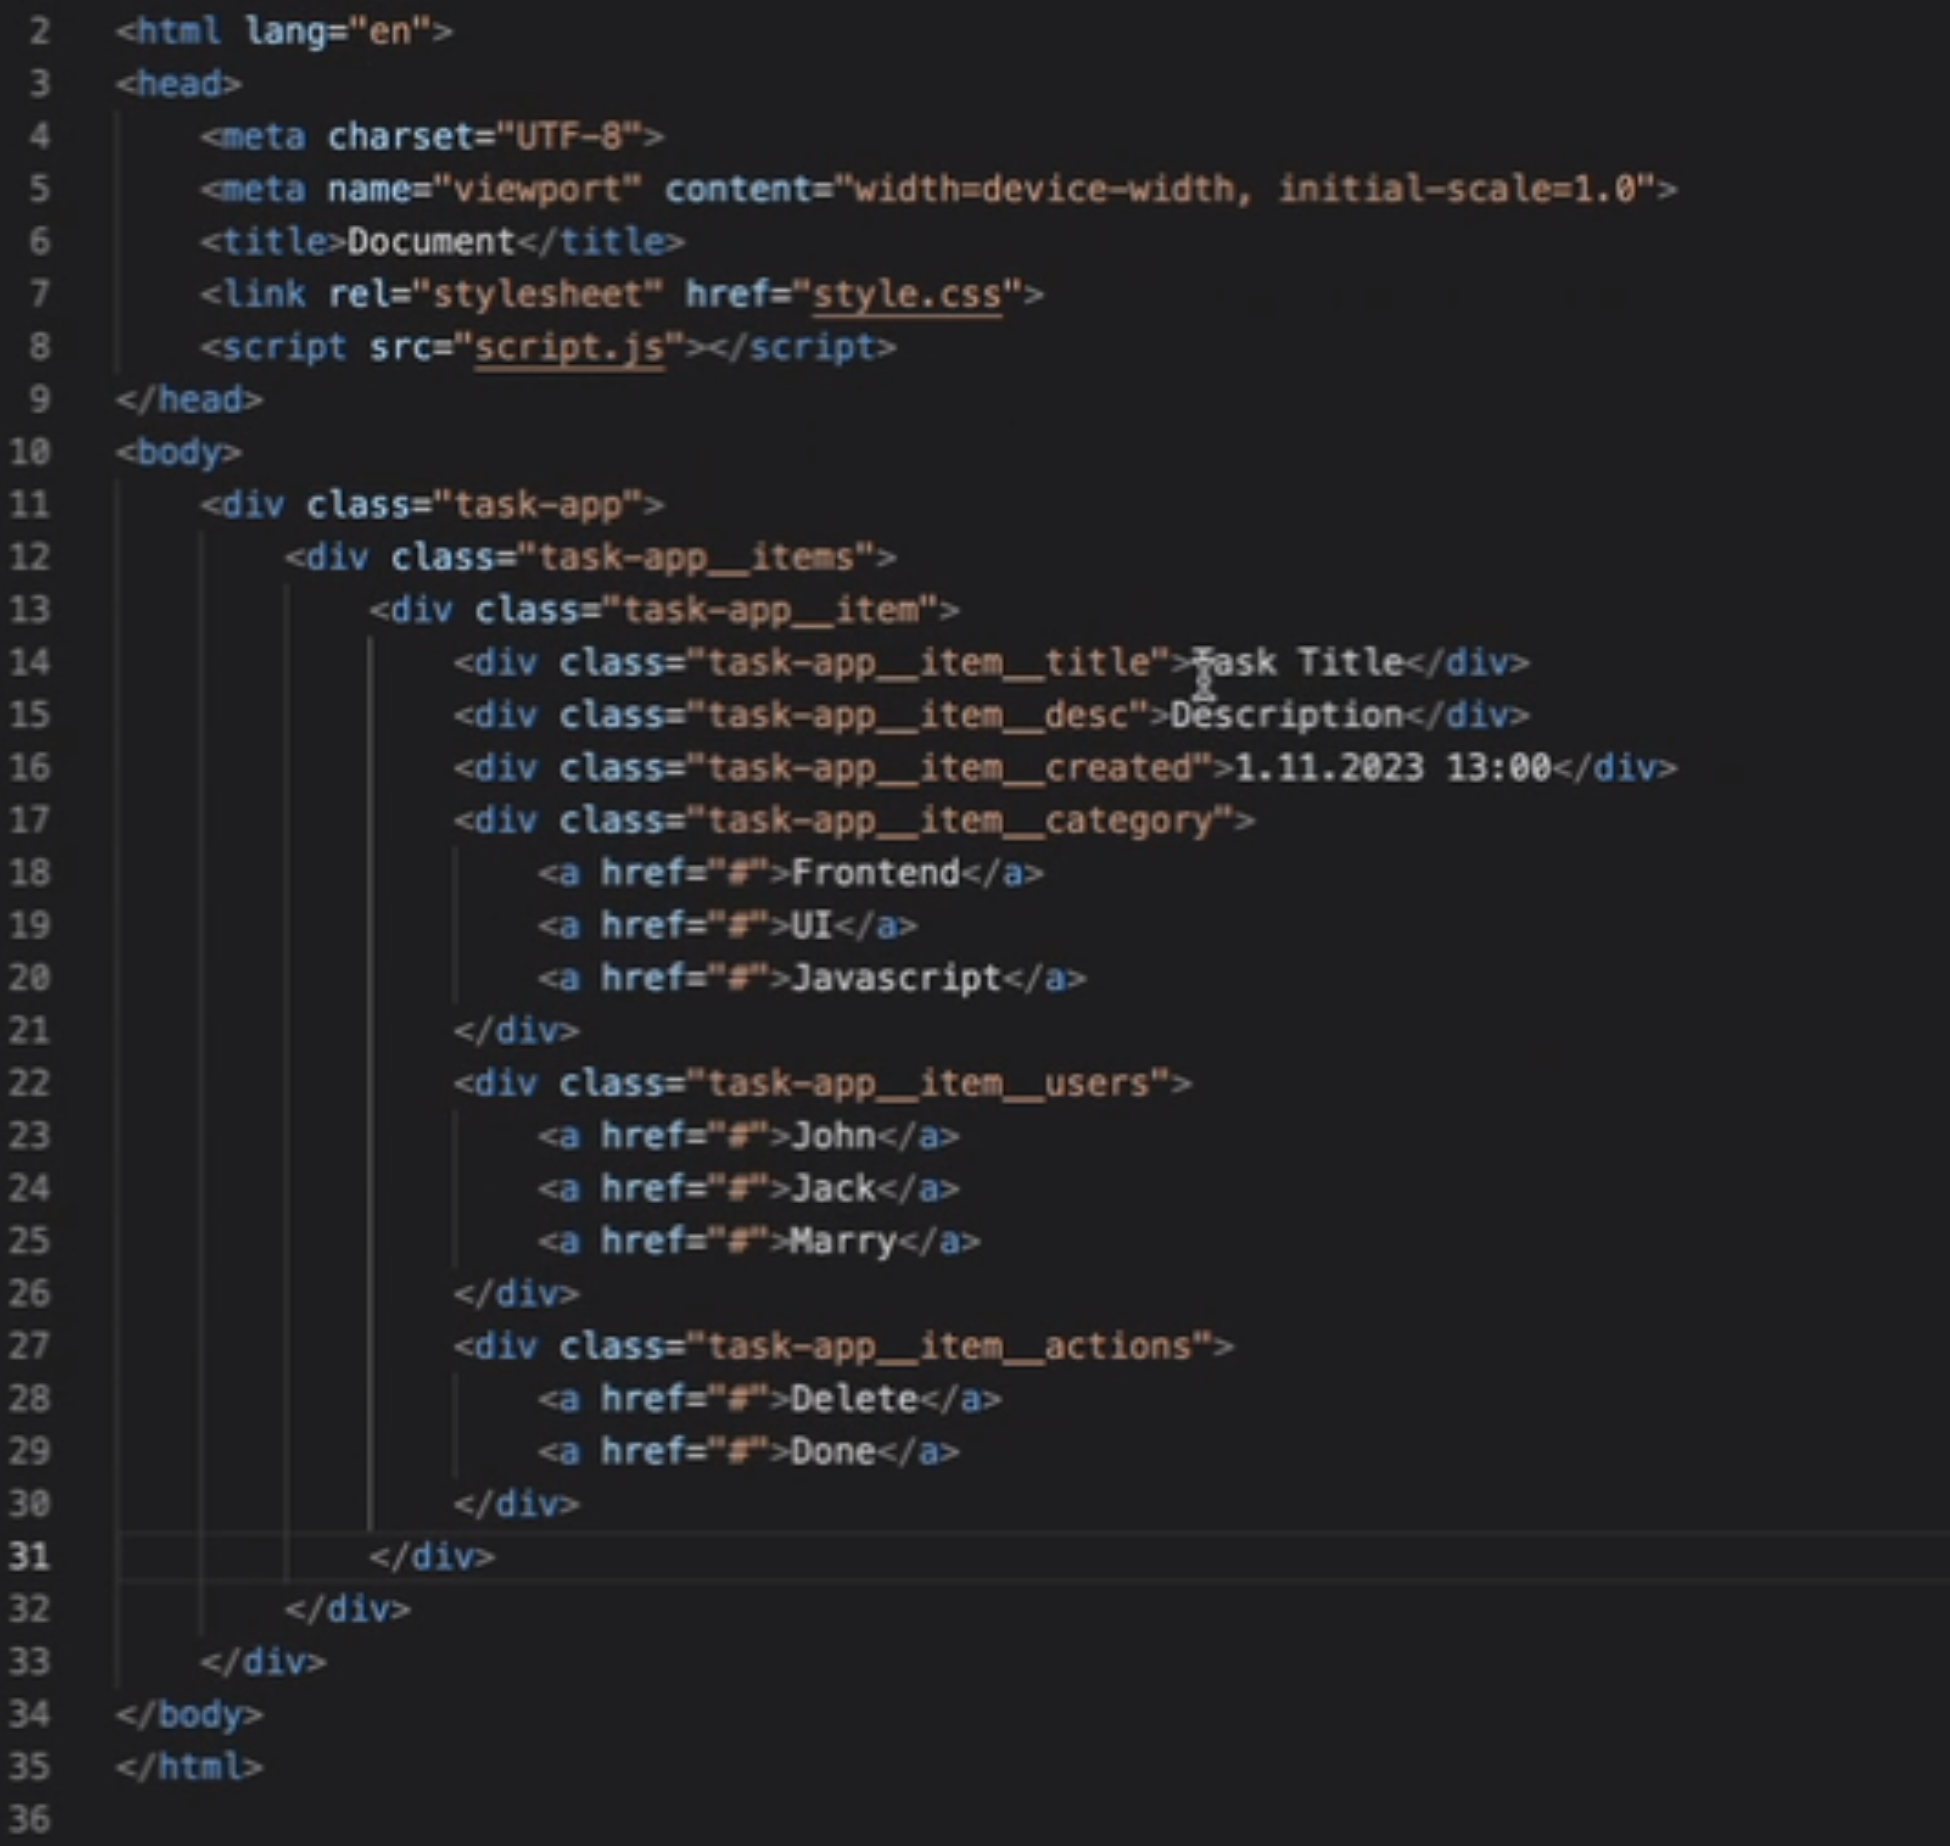 2 <html lang="en">
3 <head>
4     <meta charset="UTF-8">
5     <meta name="viewport" content="width=device-width, initial-scale=1.0">
6     <title>Document</title>
7     <link rel="stylesheet" href="style.css">
8     <script src="script.js"></script>
9 </head>
10 <body>
11     <div class="task-app">
12         <div class="task-app__items">
13             <div class="task-app__item">
14                 <div class="task-app__item__title">Task Title</div>
15                 <div class="task-app__item__desc">Description</div>
16                 <div class="task-app__item__created">1.11.2023 13:00</div>
17                 <div class="task-app__item__category">
18                     <a href="#">Frontend</a>
19                     <a href="#">UI</a>
20                     <a href="#">Javascript</a>
21                 </div>
22                 <div class="task-app__item__users">
23                     <a href="#">John</a>
24                     <a href="#">Jack</a>
25                     <a href="#">Marry</a>
26                 </div>
27                 <div class="task-app__item__actions">
28                     <a href="#">Delete</a>
29                     <a href="#">Done</a>
30                 </div>
31             </div>
32         </div>
33     </div>
34 </body>
35 </html>
36